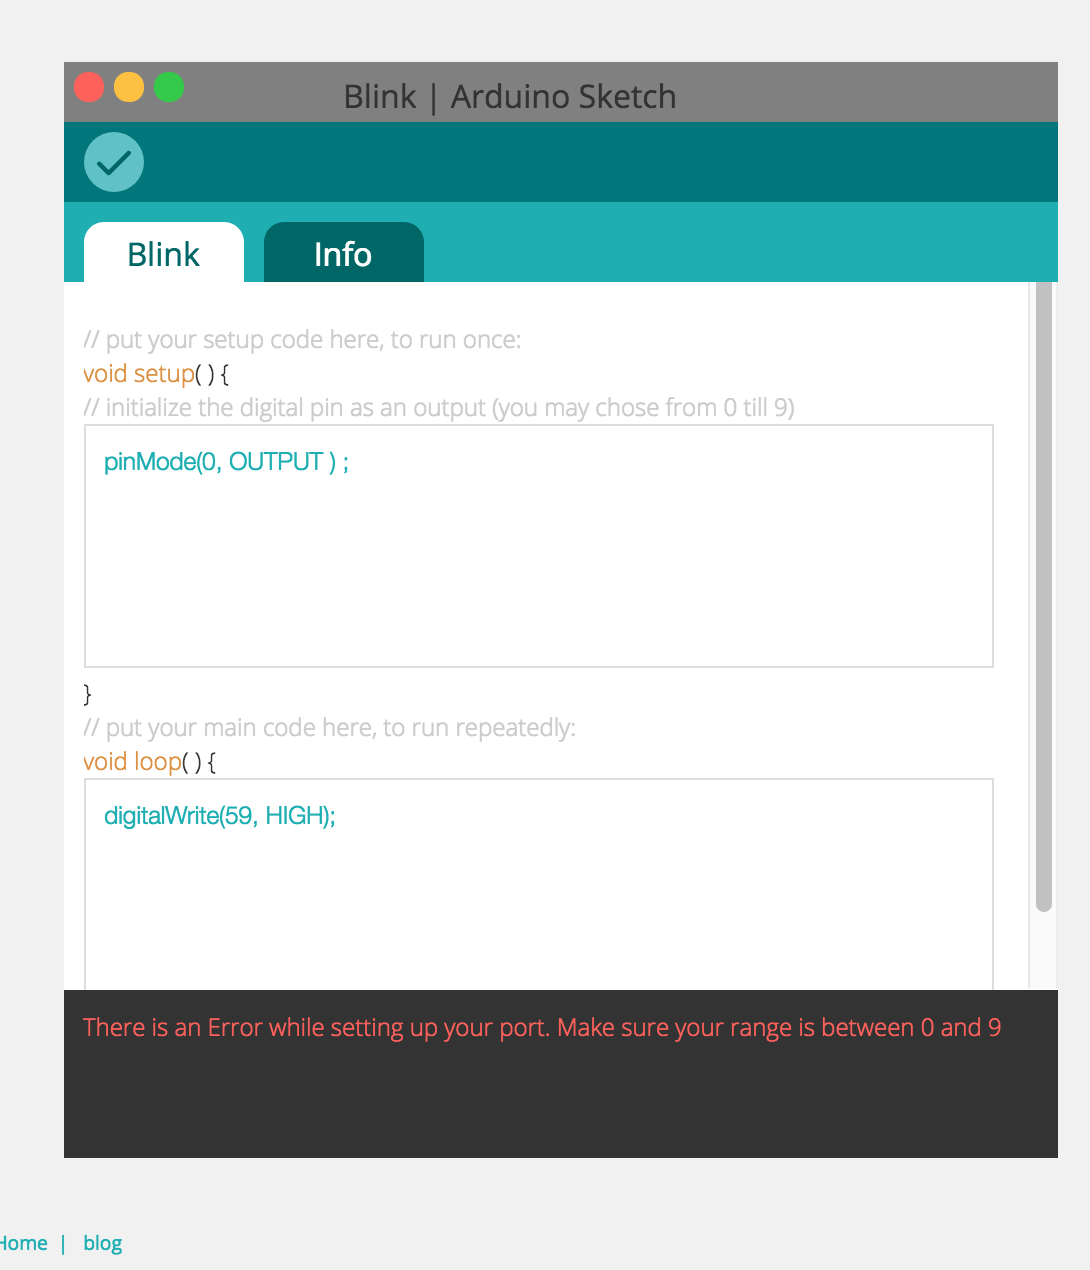 Blink | Arduino Sketch
Blink
Info
// put your setup code here, to run once:
void setup( ) {
// initialize the digital pin as an output (you may chose from 0 till 9)
pinMode(0, OUTPUT ) ;
}
// put your main code here, to run repeatedly:
void loop( ) {
digitalWrite(59, HIGH);
There is an Error while setting up your port. Make sure your range is between 0 and 9
Home | blog